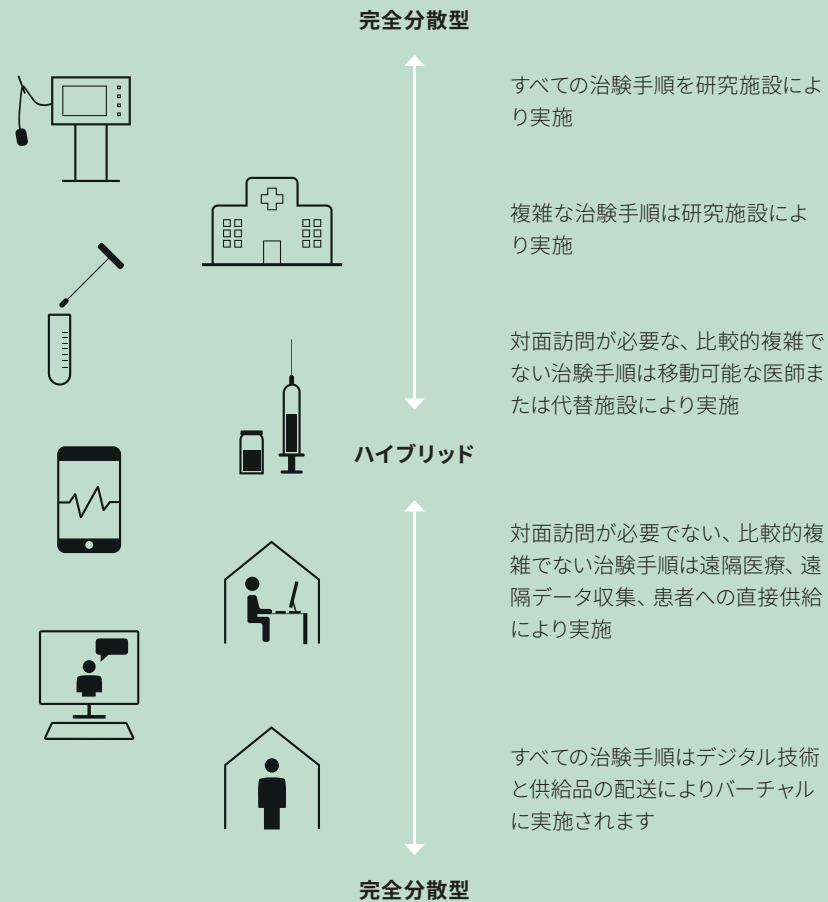 完全分散型
すべての治験手順を研究施設によ
り実施
複雑な治験手順は研究施設によ
り実施
対面訪問が必要な、比較的複雑で
ない治験手順は移動可能な医師ま
たは代替施設により実施
ハイブリッド
対面訪問が必要でない、比較的複
雑でない治験手順は遠隔医療、遠
隔データ収集、患者への直接供給
により実施
すべての治験手順はデジタル技術
と供給品の配送によりバーチャル
に実施されます
完全分散型